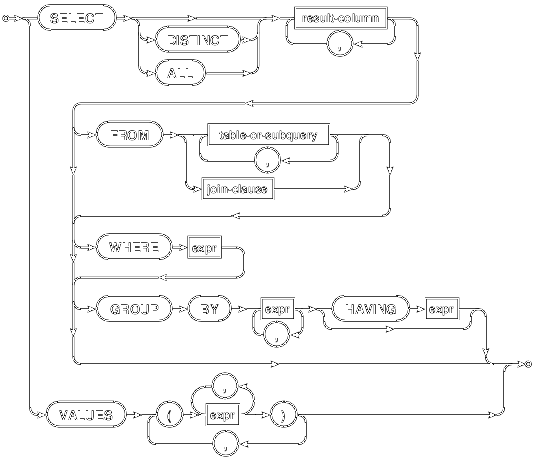 SELECT result-column
DISTINCT ,
ALL
FROM table-or-subquery
,
join-clause
WHERE expr
GROUP BY expr HAVING expr
,
,
VALUES ( expr )
,